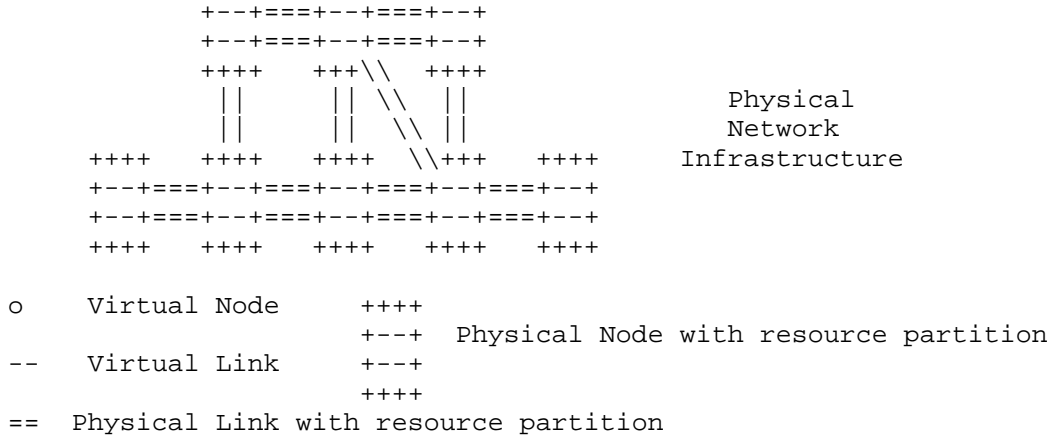 +--+===+--+===+--+
                 +--+===+--+===+--+
                 ++++   +++\\   ++++
                  ||     || \\  ||                Physical
                  ||     ||  \\ ||                Network
       ++++   ++++   ++++   \\+++   ++++      Infrastructure
       +--+===+--+===+--+===+--+===+--+
       +--+===+--+===+--+===+--+===+--+
       ++++   ++++   ++++   ++++   ++++
o    Virtual Node     ++++
                      +--+  Physical Node with resource partition
--   Virtual Link     +--+
                      ++++
==  Physical Link with resource partition